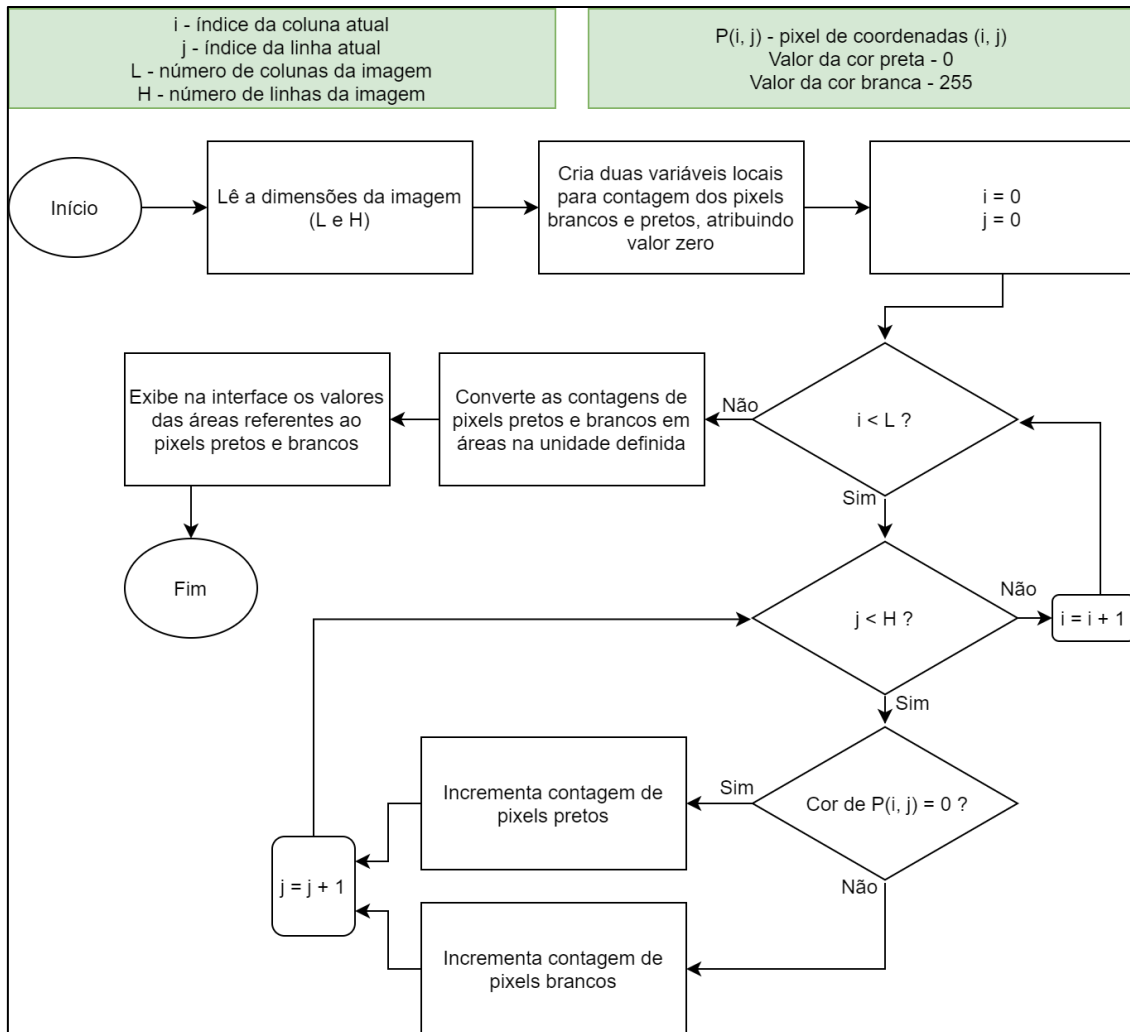 i - índice da coluna atual
j - índice da linha atual
L - número de colunas da imagem
H - número de linhas da imagem
P(i, j) - pixel de coordenadas (i, j)
Valor da cor preta - 0
Valor da cor branca - 255
Início
Lê a dimensões da imagem
(L e H)
Cria duas variáveis locais
para contagem dos pixels
brancos e pretos, atribuindo
valor zero
i = 0
j = 0
i < L ?
Não
Sim
Converte as contagens de
pixels pretos e brancos em
áreas na unidade definida
Exibe na interface os valores
das áreas referentes ao
pixels pretos e brancos
Fim
j < H ?
Não
i = i + 1
Sim
Cor de P(i, j) = 0 ?
Sim
Incrementa contagem de
pixels pretos
Não
Incrementa contagem de
pixels brancos
j = j + 1